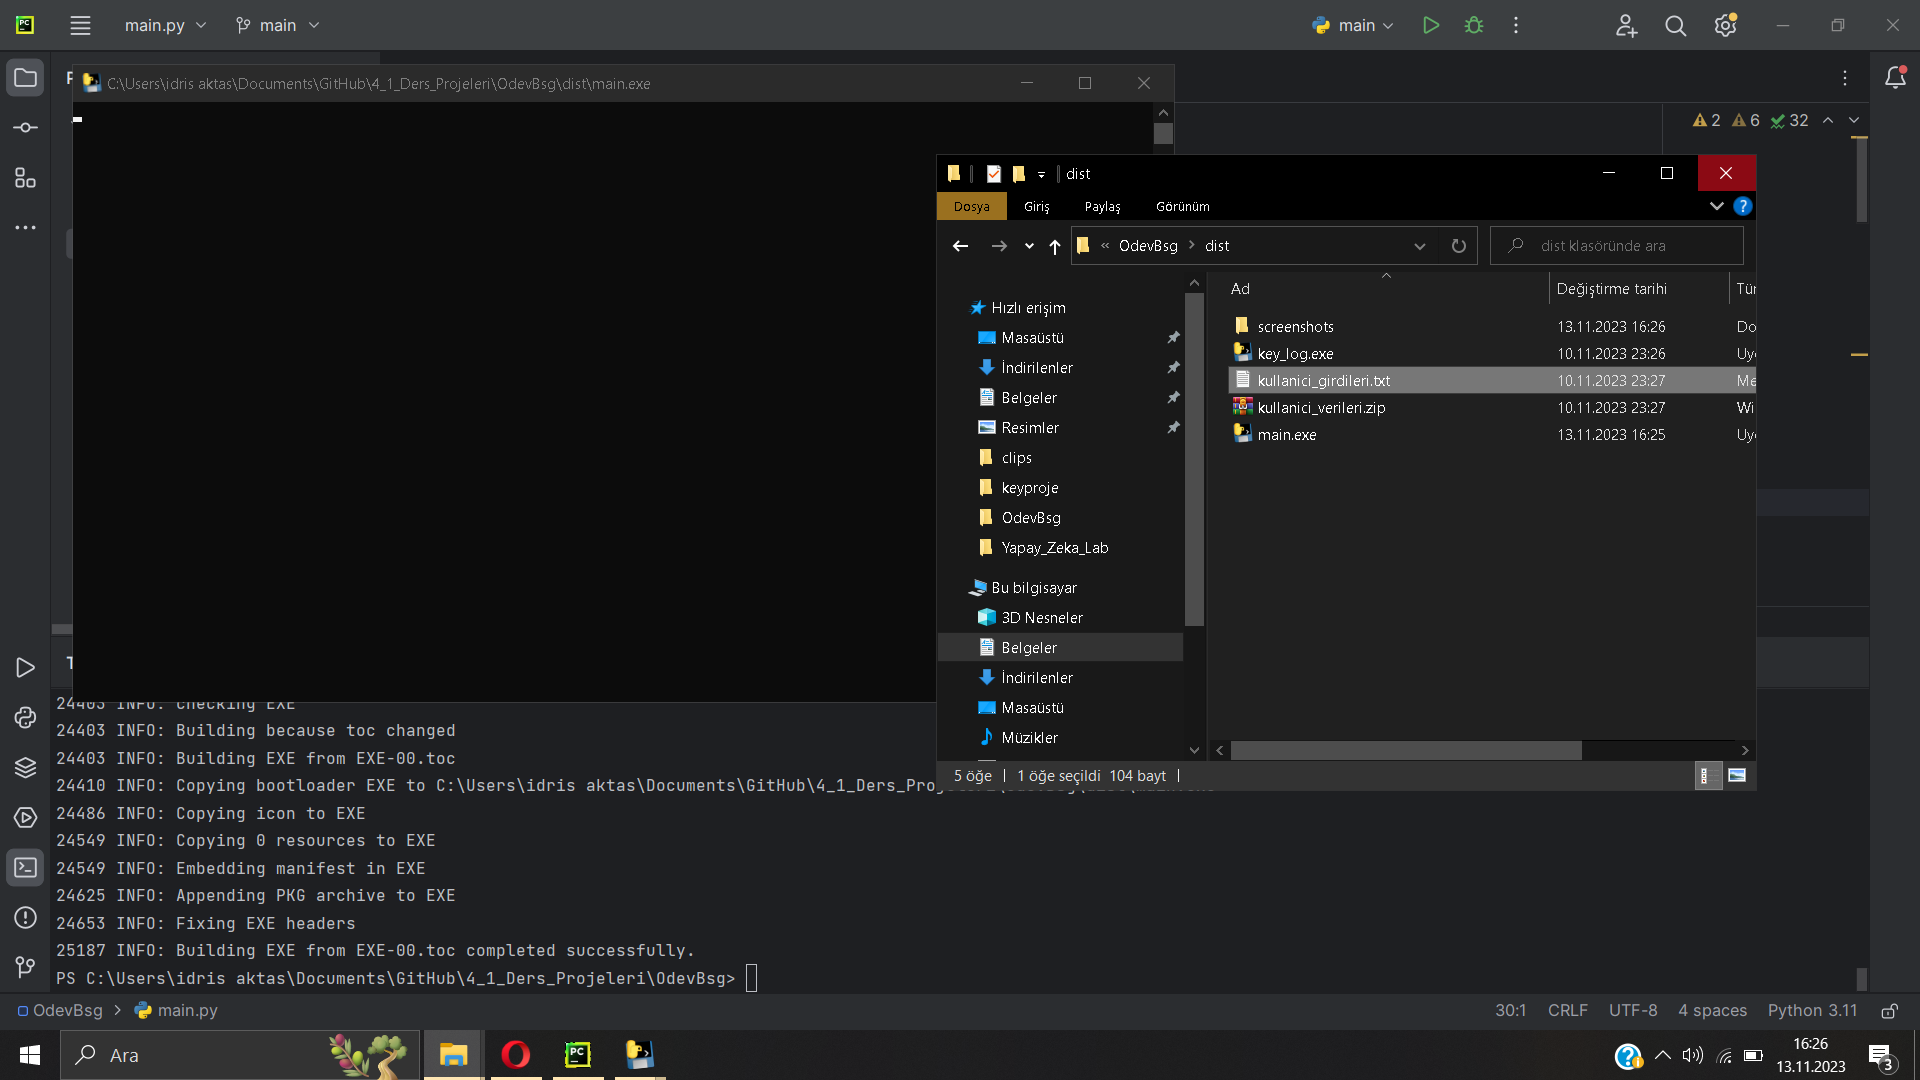 main.py
main
main
C:\Users\idris aktas\Documents\GitHub\4_1_Ders_Projeleri\OdevBsg\dist\main.exe
2 6 32
dist
Dosya Giriş Paylaş Görünüm
« OdevBsg > dist
dist klasöründe ara
Hızlı erişim
Masaüstü
İndirilenler
Belgeler
Resimler
clips
keyproje
OdevBsg
Yapay_Zeka_Lab
Bu bilgisayar
3D Nesneler
Belgeler
İndirilenler
Masaüstü
Müzikler
Ad Değiştirme tarihi Tür
screenshots 13.11.2023 16:26 Do
key_log.exe 10.11.2023 23:26 Uy
kullanici_girdileri.txt 10.11.2023 23:27 Me
kullanici_verileri.zip 10.11.2023 23:27 Wi
main.exe 13.11.2023 16:25 Uy
5 öğe 1 öğe seçildi 104 bayt
24403 INFO: checking EXE
24403 INFO: Building because toc changed
24403 INFO: Building EXE from EXE-00.toc
24410 INFO: Copying bootloader EXE to C:\Users\idris aktas\Documents\GitHub\4_1_Ders_Pro
24486 INFO: Copying icon to EXE
24549 INFO: Copying 0 resources to EXE
24549 INFO: Embedding manifest in EXE
24625 INFO: Appending PKG archive to EXE
24653 INFO: Fixing EXE headers
25187 INFO: Building EXE from EXE-00.toc completed successfully.
PS C:\Users\idris aktas\Documents\GitHub\4_1_Ders_Projeleri\OdevBsg>
OdevBsg > main.py
30:1 CRLF UTF-8 4 spaces Python 3.11
Ara
16:26
13.11.2023
3